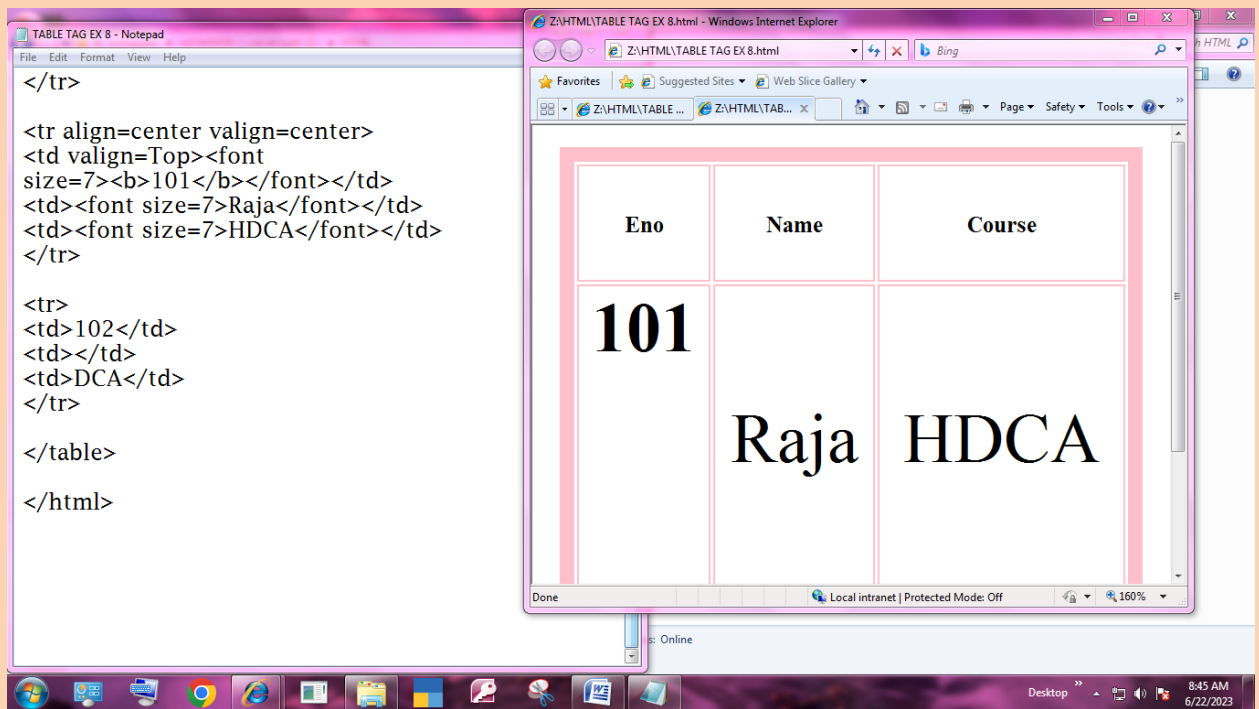 TABLE TAG EX 8 - Notepad
File Edit Format View Help
</tr>
<tr align=center valign=center>
<td valign=Top><font
size=7><b>101</b></font></td>
<td><font size=7>Raja</font></td>
<td><font size=7>HDCA</font></td>
</tr>
<tr>
<td>102</td>
<td></td>
<td>DCA</td>
</tr>
</table>
</html>
Z:\HTML\TABLE TAG EX 8.html - Windows Internet Explorer
Z:\HTML\TABLE TAG EX 8.html
Bing
HTML
Favorites Suggested Sites Web Slice Gallery
Z:\HTML\TABLE ... Z:\HTML\TAB... Page Safety Tools
Eno Name Course
101
Raja HDCA
Done Local intranet | Protected Mode: Off 160%
Online
Desktop
8:45 AM
6/22/2023